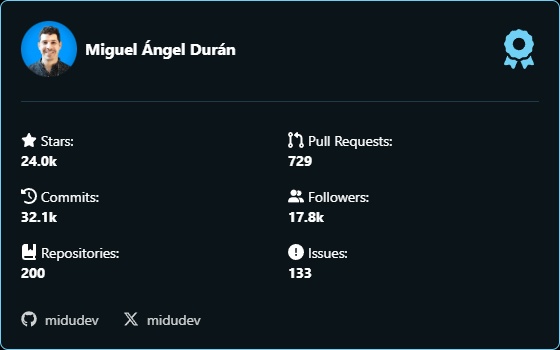 Miguel Ángel Durán
Stars:
24.0k
Pull Requests:
729
Commits:
32.1k
Followers:
17.8k
Repositories:
200
Issues:
133
midudev
midudev